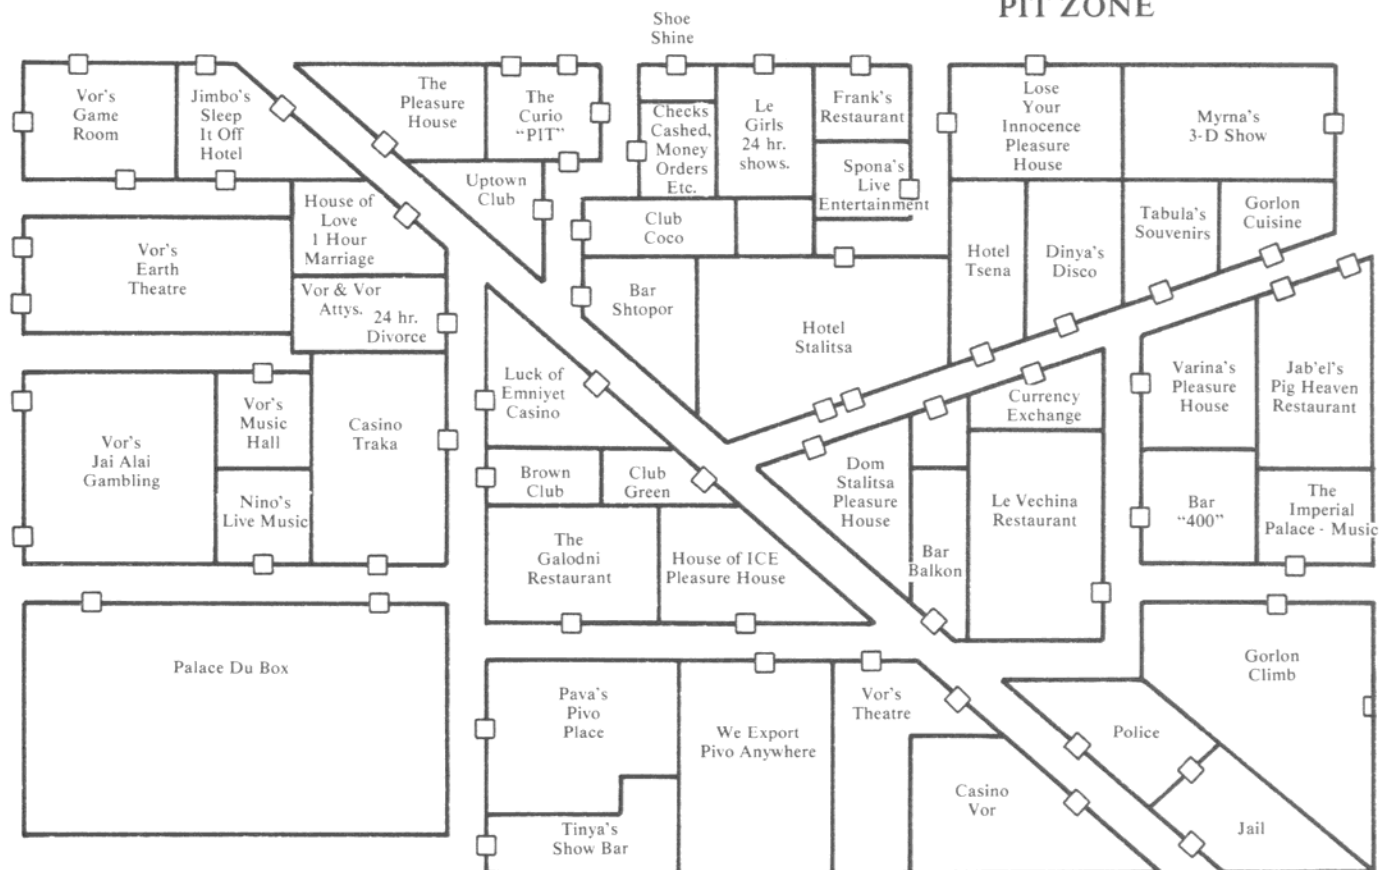 PIT ZONE
Shoe
Shine
Vor's
Game
Room
Jimbo's
Sleep
It Off
Hotel
The
Pleasure
House
The
Curio
“PIT”
Checks
Cashed,
Money
Orders
Etc.
Le
Girls
24 hr.
shows.
Frank's
Restaurant
Lose
Your
Innocence
Pleasure
House
Myrna's
3-D Show
House of
Love
1 Hour
Marriage
Uptown
Club
Club
Coco
Spona's
Live
Entertainment
Hotel
Tsena
Dinya's
Disco
Tabula's
Souvenirs
Gorlon
Cuisine
Vor's
Earth
Theatre
Vor & Vor
Attys.
24 hr.
Divorce
Bar
Shtopor
Hotel
Stalitsa
Luck of
Emniyet
Casino
Currency
Exchange
Varina's
Pleasure
House
Jab'el's
Pig Heaven
Restaurant
Vor's
Jai Alai
Gambling
Vor's
Music
Hall
Casino
Traka
Nino's
Live Music
Brown
Club
Club
Green
Dom
Stalitsa
Pleasure
House
Le Vechina
Restaurant
Bar
“400”
The
Imperial
Palace - Music
The
Galodni
Restaurant
House of ICE
Pleasure House
Bar
Balkon
Palace Du Box
Pava's
Pivo
Place
We Export
Pivo Anywhere
Vor's
Theatre
Police
Gorlon
Climb
Tinya's
Show Bar
Casino
Vor
Jail